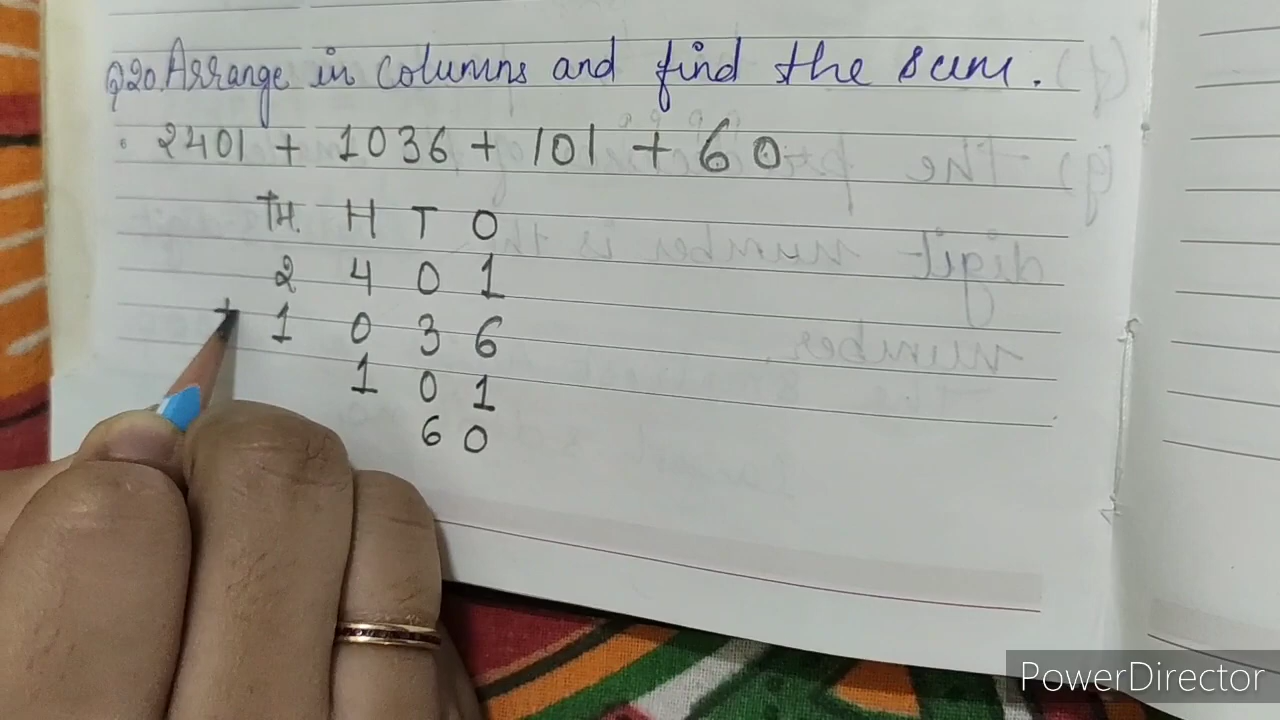 Q20. Arrange in columns and find the sum.
2401 + 1036 + 101 + 60
TH. H T O
2 4 0 1
+ 1 0 3 6
1 0 1
6 0
PowerDirector